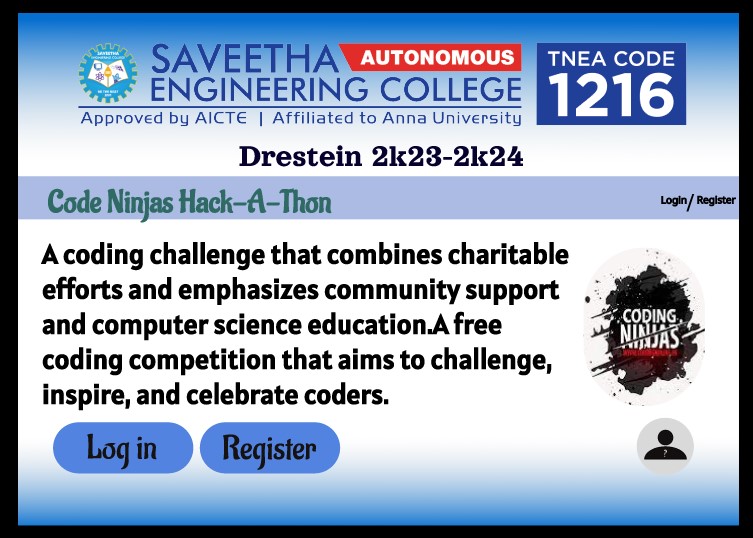 SAVEETHA AUTONOMOUS
ENGINEERING COLLEGE
Approved by AICTE | Affiliated to Anna University
TNEA CODE
1216
Drestein 2k23-2k24
Code Ninjas Hack-A-Thon
Login/ Register
A coding challenge that combines charitable
efforts and emphasizes community support
and computer science education.A free
coding competition that aims to challenge,
inspire, and celebrate coders.
CODING
NINJAS
Log in
Register
?